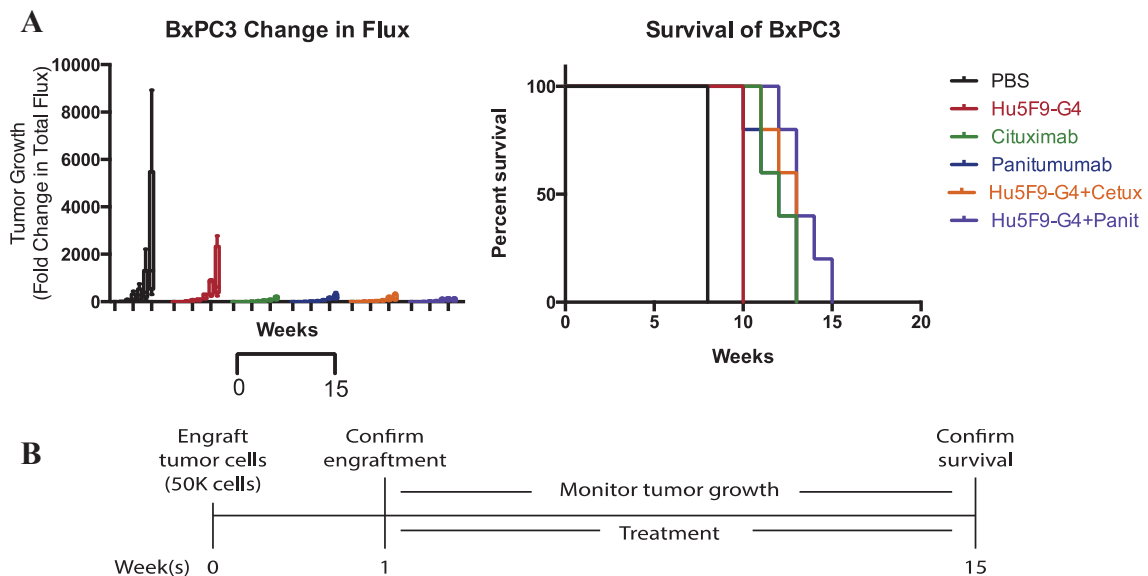 A
BxPC3 Change in Flux
Tumor Growth
(Fold Change in Total Flux)
10000
8000
6000
4000
2000
0
Weeks
0 15
Survival of BxPC3
Percent survival
100
50
0
0 5 10 15 20
Weeks
PBS
Hu5F9-G4
Cituximab
Panitumumab
Hu5F9-G4+Cetux
Hu5F9-G4+Panit
B
Engraft
tumor cells
(50K cells)
Confirm
engraftment
Confirm
survival
Monitor tumor growth
Treatment
Week(s) 0 1 15